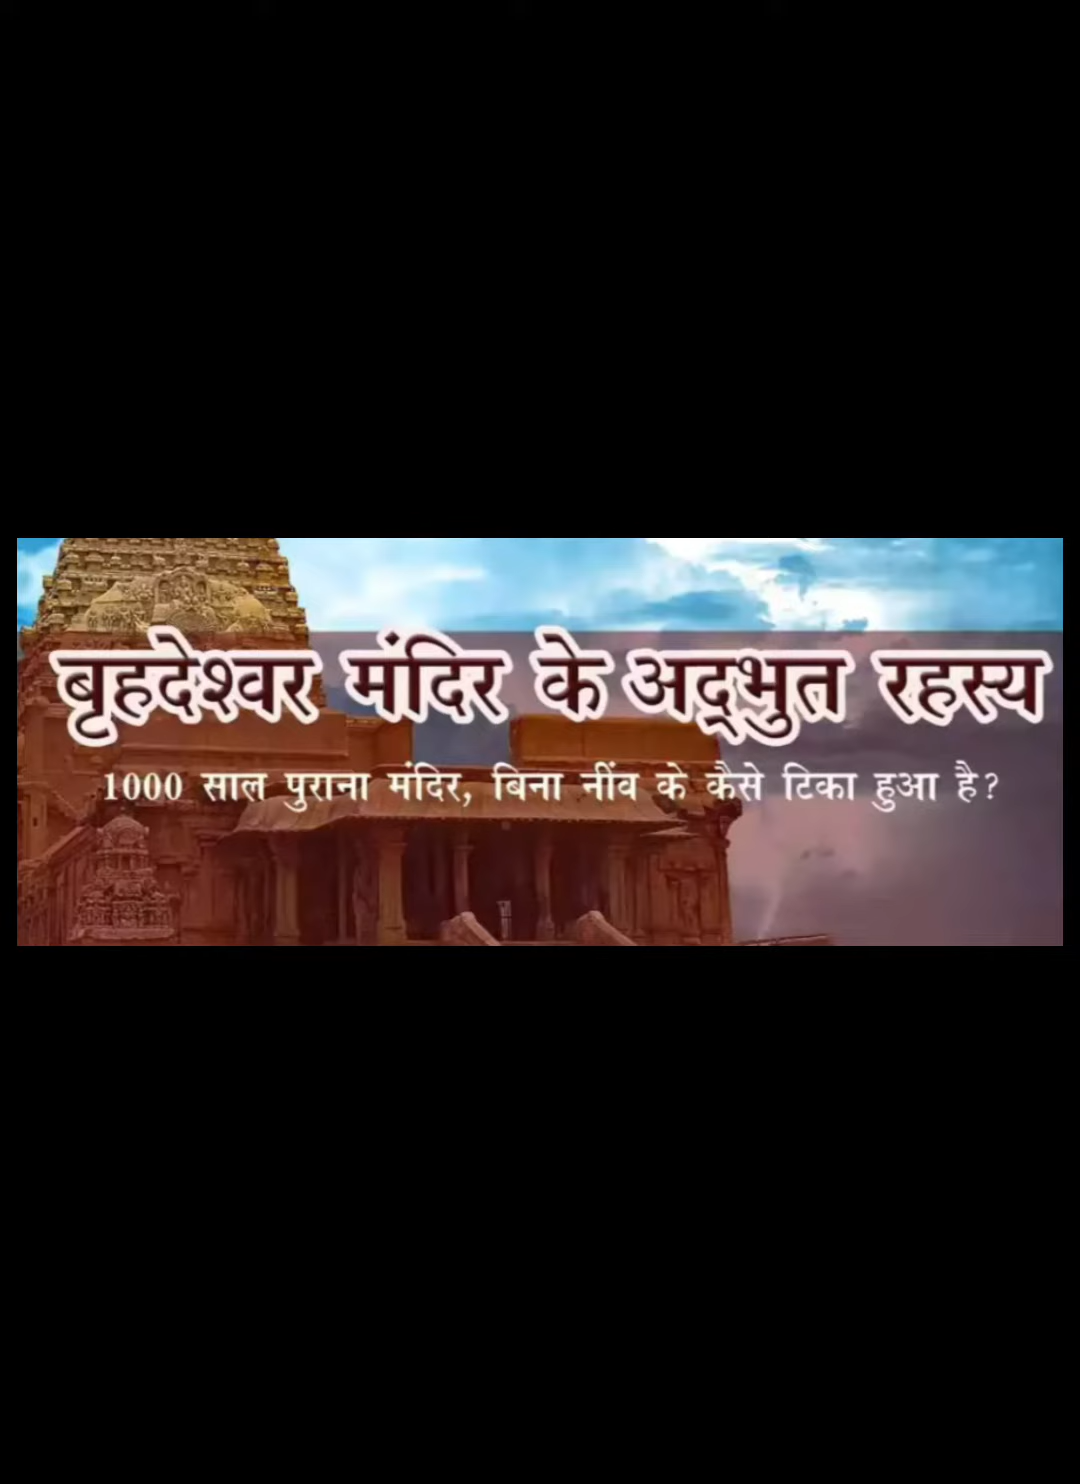 बृहदेश्वर मंदिर के अद्‌भुत रहस्य
1000 साल पुराना मंदिर, बिना नींव के कैसे टिका हुआ है?